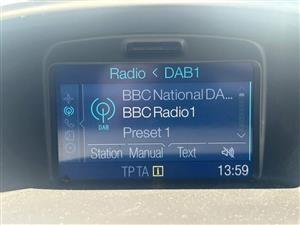 Radio < DAB1
BBC National DA...
BBC Radio1
DAB
Preset 1
Station Manual Text
TP TA i 13:59